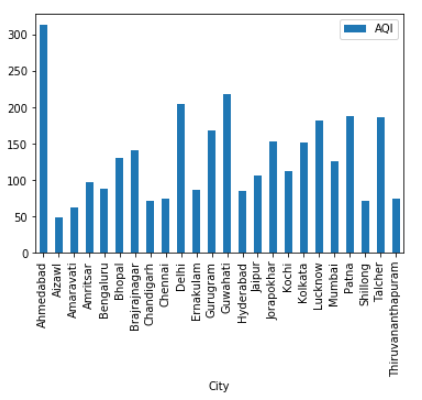 AQI
300
250
200
150
100
50
0
Ahmedabad
Aizawl
Amaravati
Amritsar
Bengaluru
Bhopal
Brajrajnagar
Chandigarh
Chennai
Delhi
Ernakulam
Gurugram
Guwahati
Hyderabad
Jaipur
Jorapokhar
Kochi
Kolkata
Lucknow
Mumbai
Patna
Shillong
Talcher
Thiruvananthapuram
City